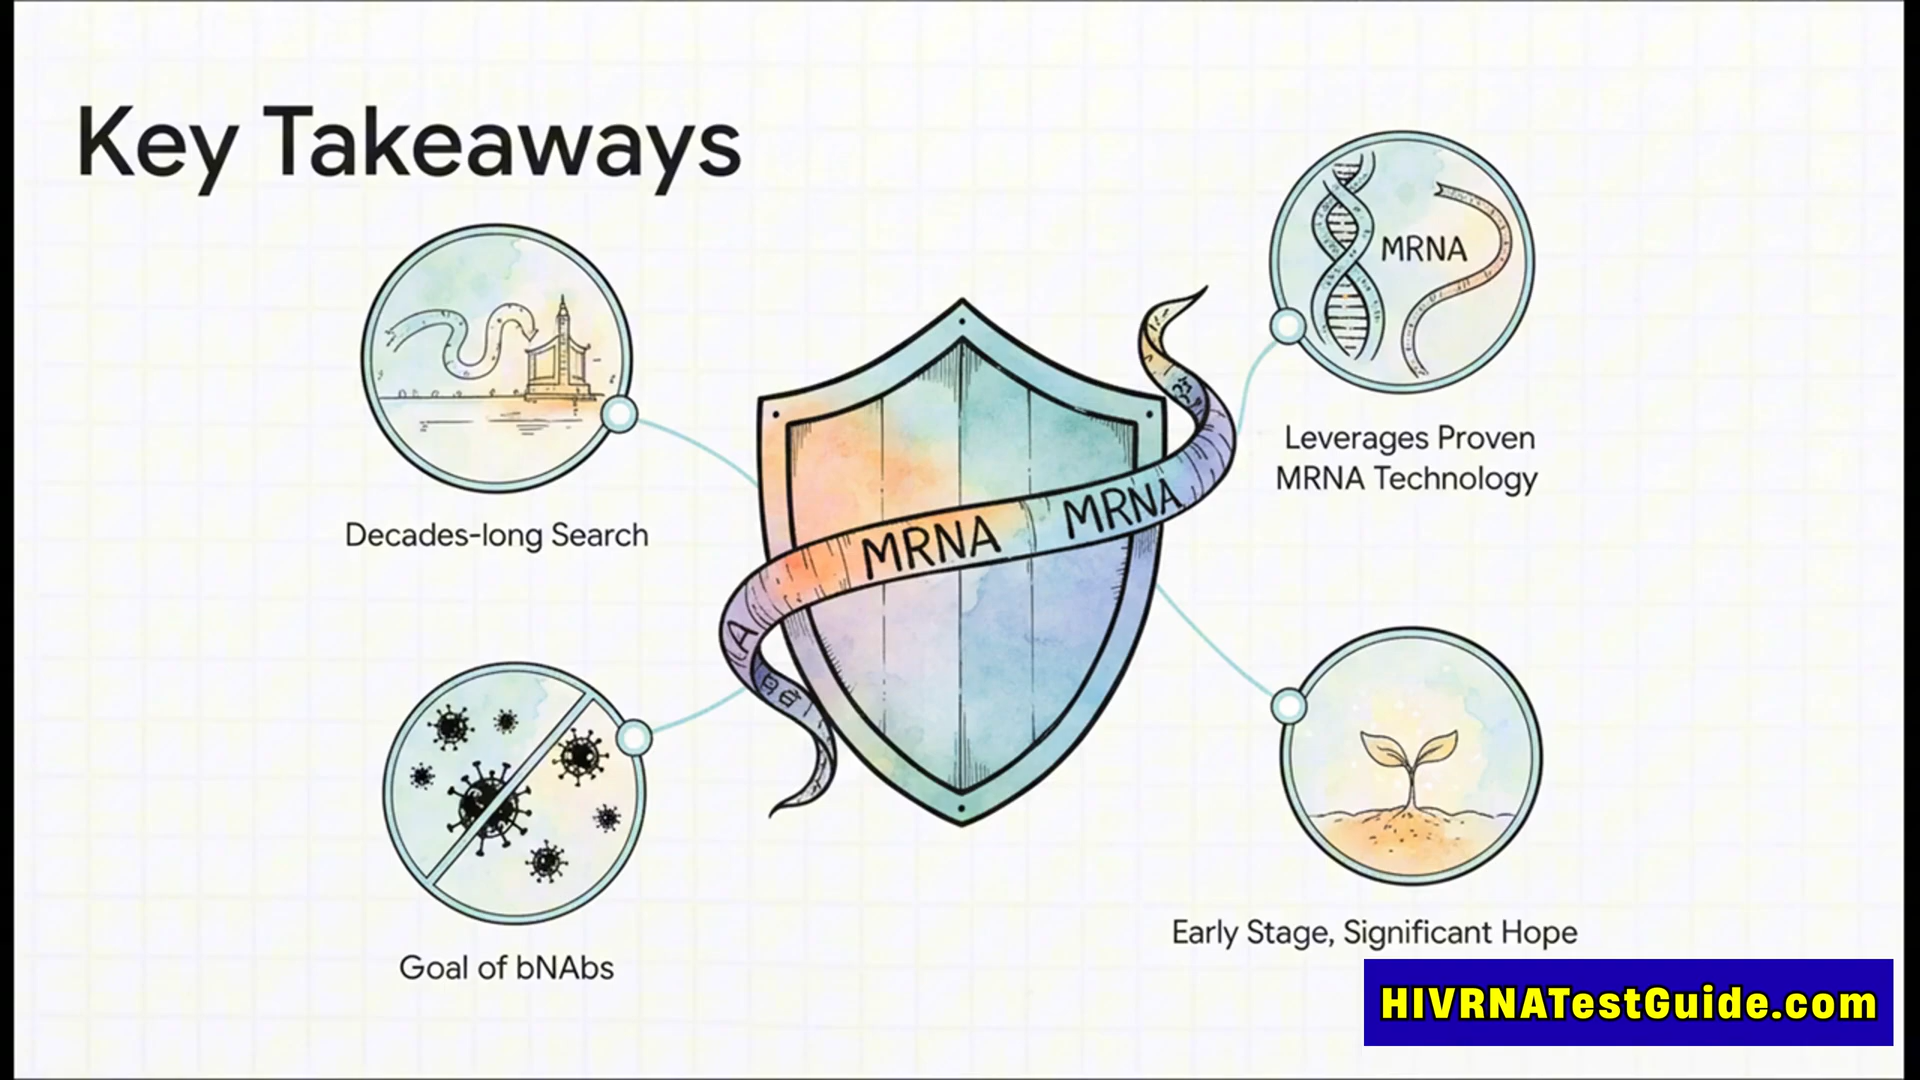 Key Takeaways
Decades-long Search
Goal of bNAbs
MRNA
MRNA
MRNA
Leverages Proven
MRNA Technology
Early Stage, Significant Hope
HIVRNATestGuide.com